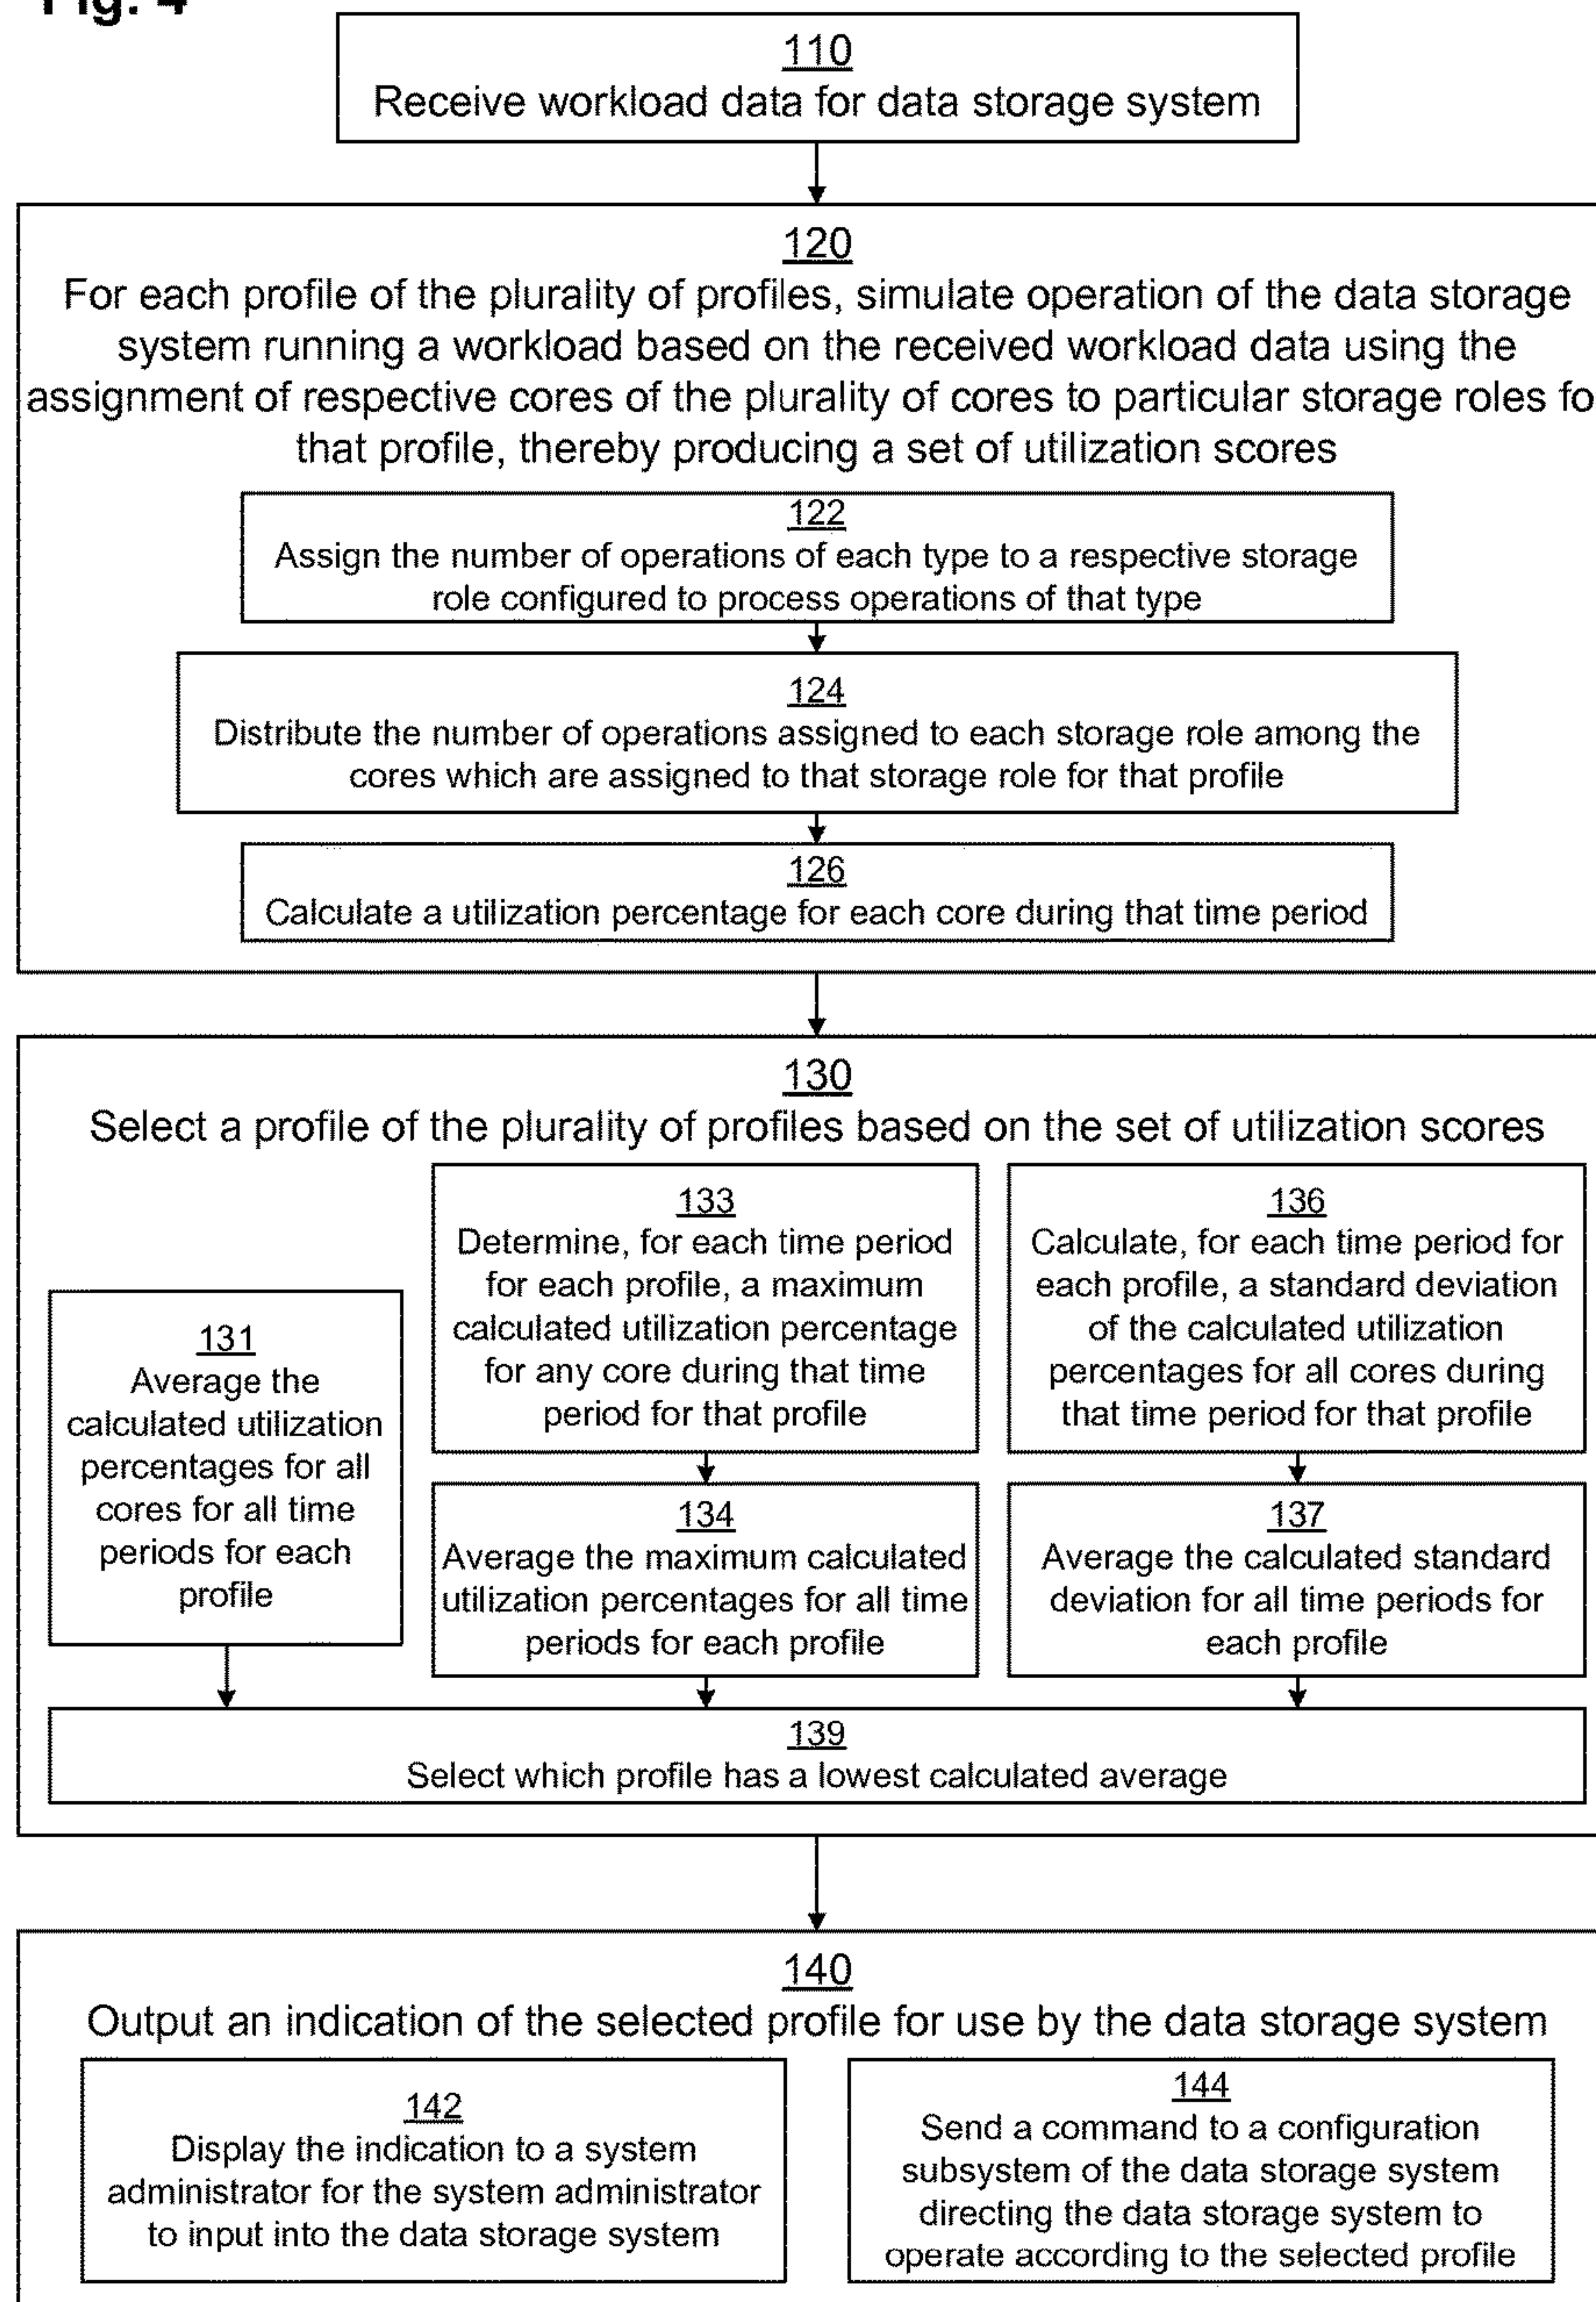 Fig. 4
110
Receive workload data for data storage system
120
For each profile of the plurality of profiles, simulate operation of the data storage
system running a workload based on the received workload data using the
assignment of respective cores of the plurality of cores to particular storage roles fo
that profile, thereby producing a set of utilization scores
122
Assign the number of operations of each type to a respective storage
role configured to process operations of that type
124
Distribute the number of operations assigned to each storage role among the
cores which are assigned to that storage role for that profile
126
Calculate a utilization percentage for each core during that time period
130
Select a profile of the plurality of profiles based on the set of utilization scores
131
Average the
calculated utilization
percentages for all
cores for all time
periods for each
profile
133
Determine, for each time period
for each profile, a maximum
calculated utilization percentage
for any core during that time
period for that profile
134
Average the maximum calculated
utilization percentages for all time
periods for each profile
136
Calculate, for each time period for
each profile, a standard deviation
of the calculated utilization
percentages for all cores during
that time period for that profile
137
Average the calculated standard
deviation for all time periods for
each profile
139
Select which profile has a lowest calculated average
140
Output an indication of the selected profile for use by the data storage system
142
Display the indication to a system
administrator for the system administrator
to input into the data storage system
144
Send a command to a configuration
subsystem of the data storage system
directing the data storage system to
operate according to the selected profile